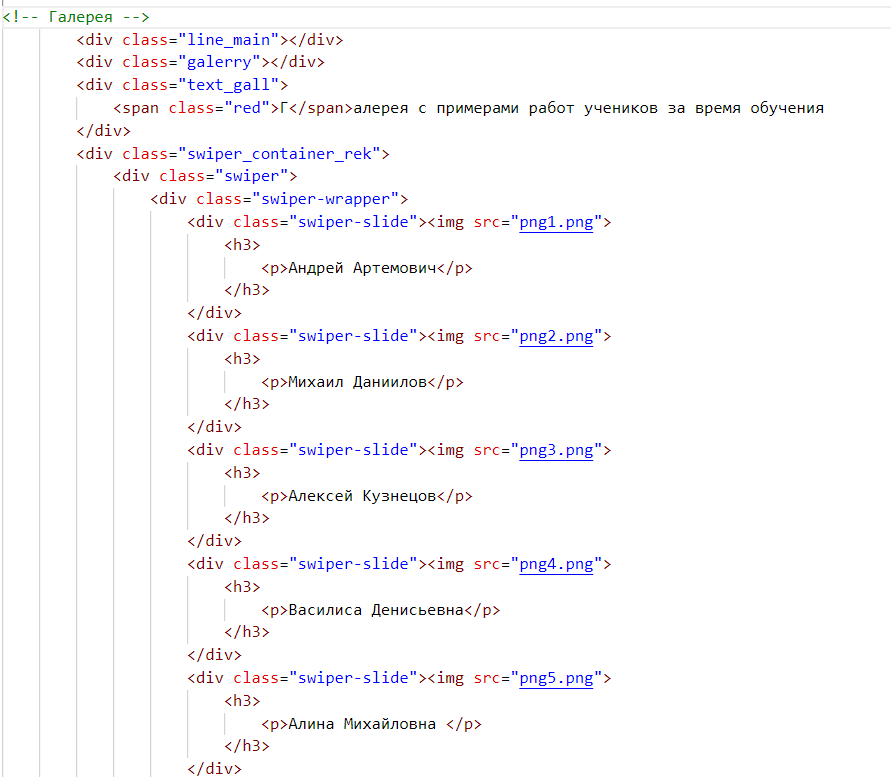 <!-- Галерея -->
<div class="line_main"></div>
<div class="galerry"></div>
<div class="text_gall">
<span class="red">Г</span>алерея с примерами работ учеников за время обучения
</div>
<div class="swiper_container_rek">
<div class="swiper">
<div class="swiper-wrapper">
<div class="swiper-slide"><img src="png1.png">
<h3>
<p>Андрей Артемович</p>
</h3>
</div>
<div class="swiper-slide"><img src="png2.png">
<h3>
<p>Михаил Даниилов</p>
</h3>
</div>
<div class="swiper-slide"><img src="png3.png">
<h3>
<p>Алексей Кузнецов</p>
</h3>
</div>
<div class="swiper-slide"><img src="png4.png">
<h3>
<p>Василиса Денисьевна</p>
</h3>
</div>
<div class="swiper-slide"><img src="png5.png">
<h3>
<p>Алина Михайловна </p>
</h3>
</div>